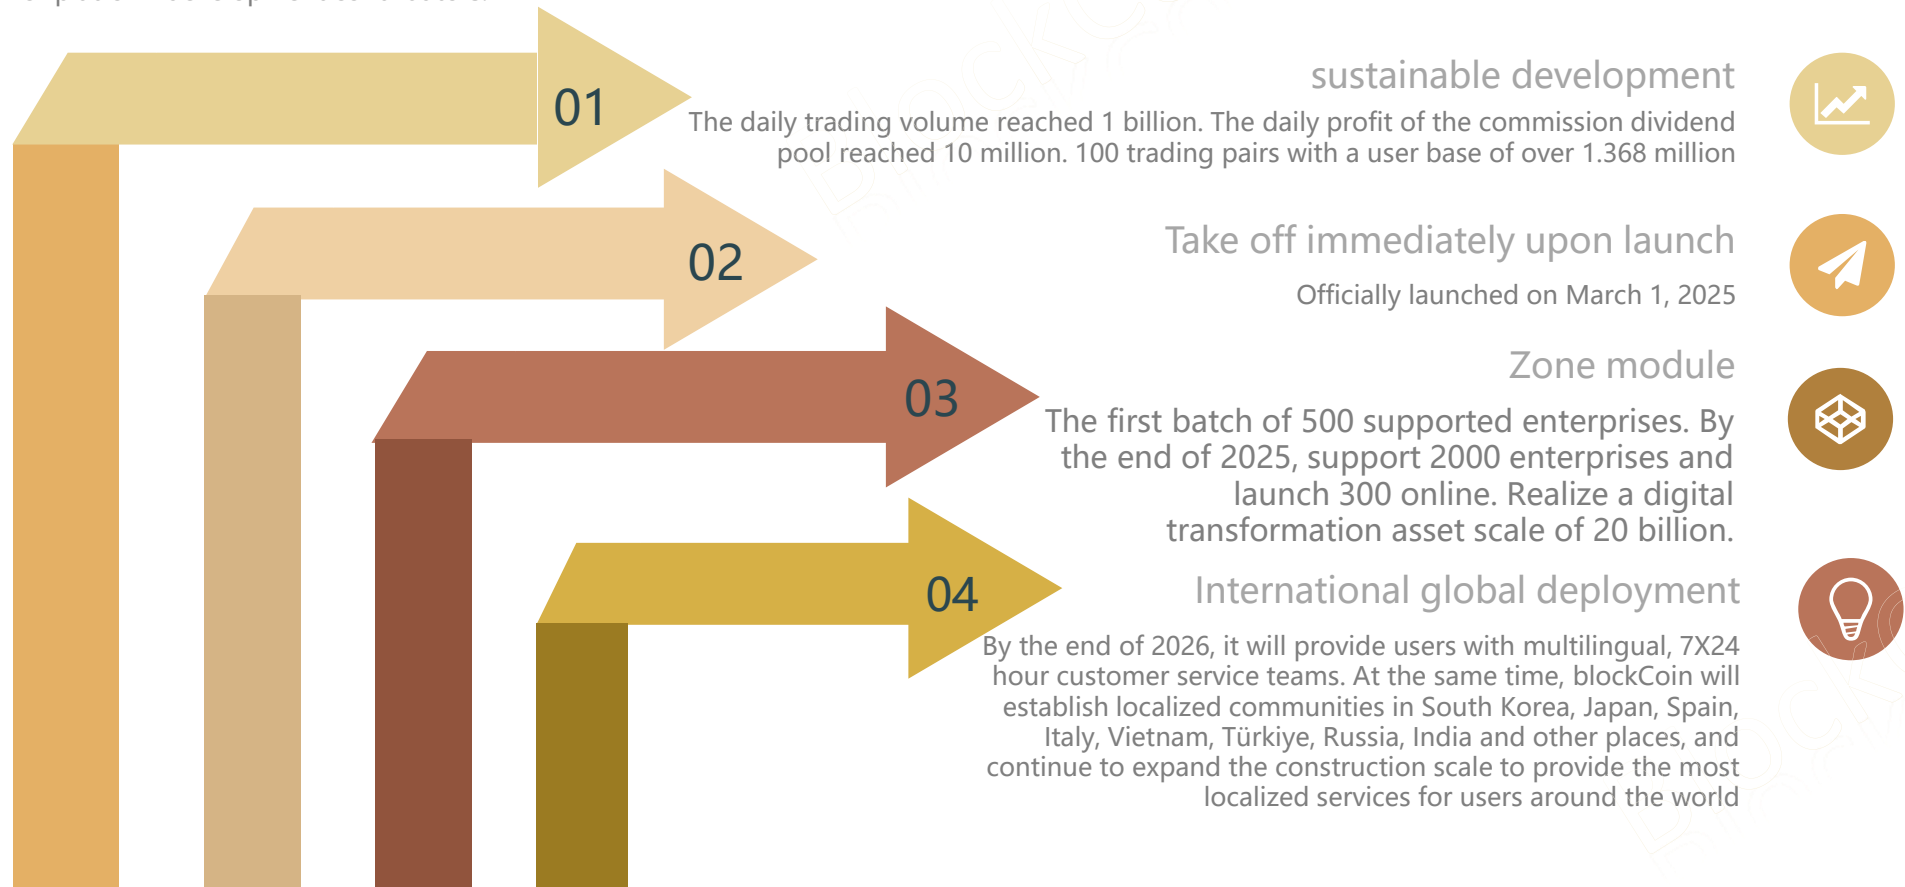 01
sustainable development
The daily trading volume reached 1 billion. The daily profit of the commission dividend
pool reached 10 million. 100 trading pairs with a user base of over 1.368 million
02
Take off immediately upon launch
Officially launched on March 1, 2025
03
Zone module
The first batch of 500 supported enterprises. By
the end of 2025, support 2000 enterprises and
launch 300 online. Realize a digital
transformation asset scale of 20 billion.
04
International global deployment
By the end of 2026, it will provide users with multilingual, 7X24
hour customer service teams. At the same time, blockCoin will
establish localized communities in South Korea, Japan, Spain,
Italy, Vietnam, Türkiye, Russia, India and other places, and
continue to expand the construction scale to provide the most
localized services for users around the world